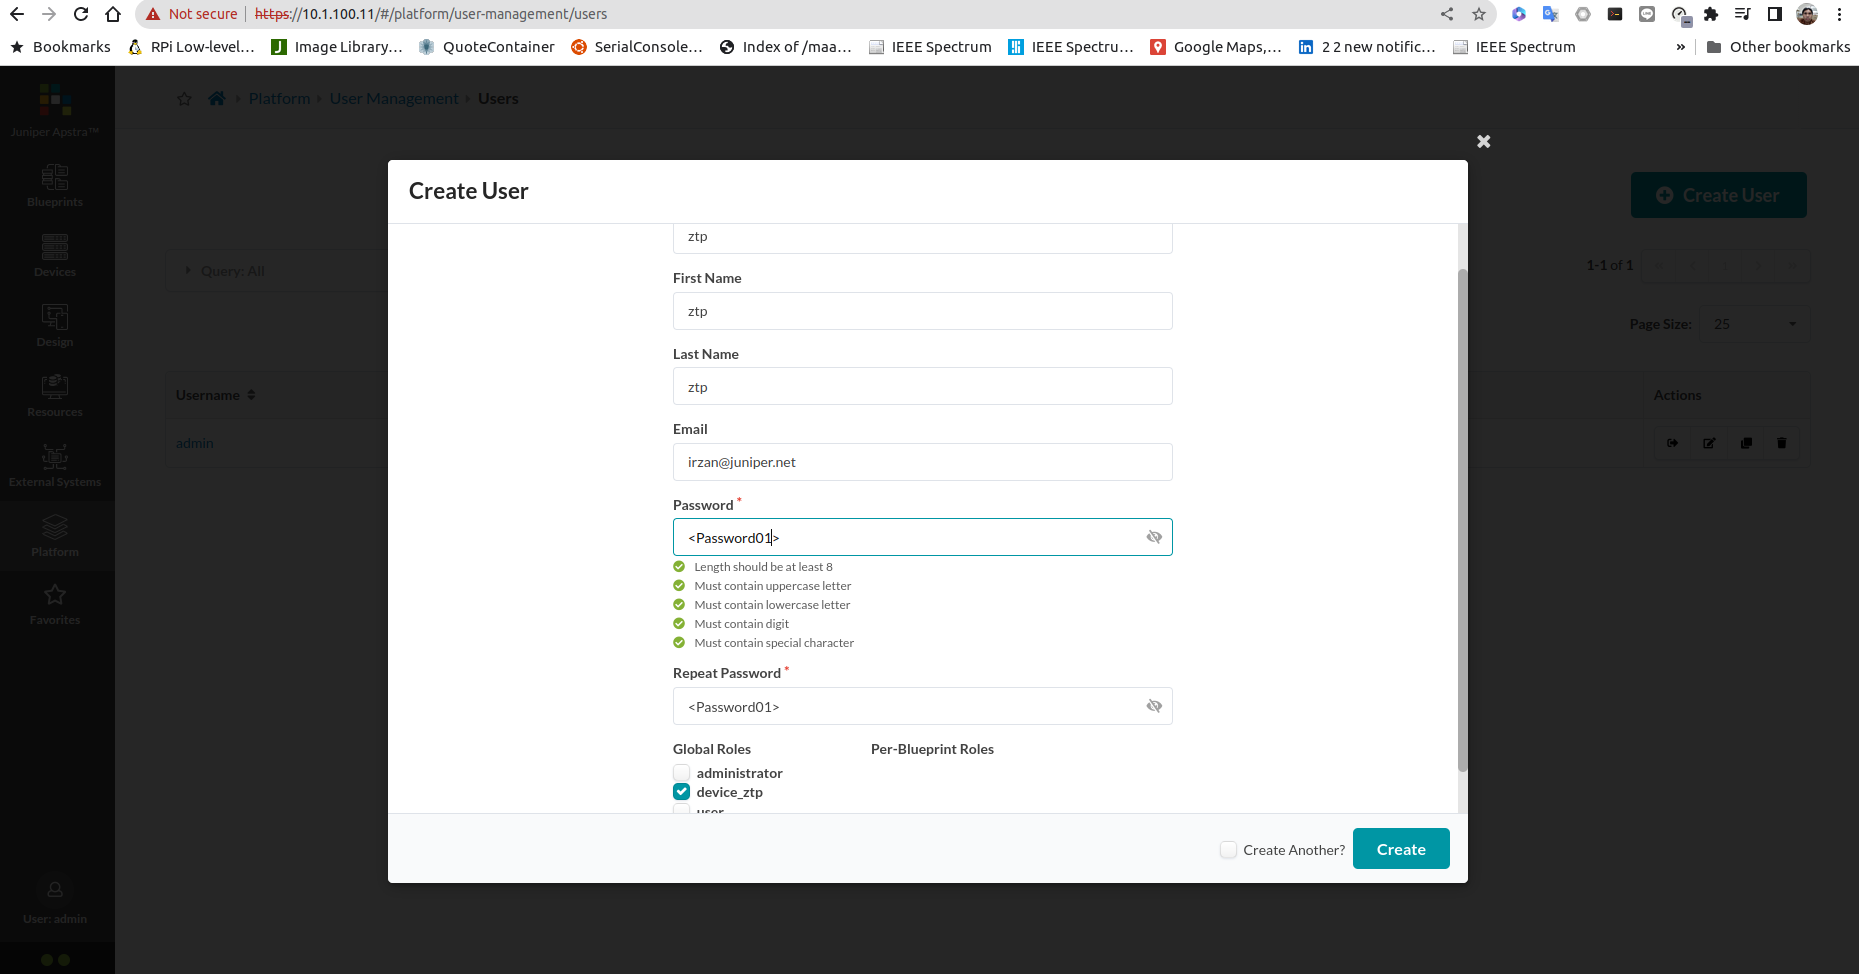 Not secure https://10.1.100.11/#/platform/user-management/users
Bookmarks RPi Low-level... Image Library... QuoteContainer SerialConsole... Index of /maa... IEEE Spectrum IEEE Spectru... Google Maps,... 2 2 new notific... IEEE Spectrum » Other bookmarks
Juniper Apstra™
Blueprints
Devices
Design
Resources
External Systems
Platform
Favorites
User: admin
Platform User Management Users
Create User
Query: All
1-1 of 1
Page Size: 25
Username
Actions
admin
Create User
ztp
First Name
ztp
Last Name
ztp
Email
irzan@juniper.net
Password *
<Password01>
Length should be at least 8
Must contain uppercase letter
Must contain lowercase letter
Must contain digit
Must contain special character
Repeat Password *
<Password01>
Global Roles Per-Blueprint Roles
administrator
device_ztp
user
Create Another? Create